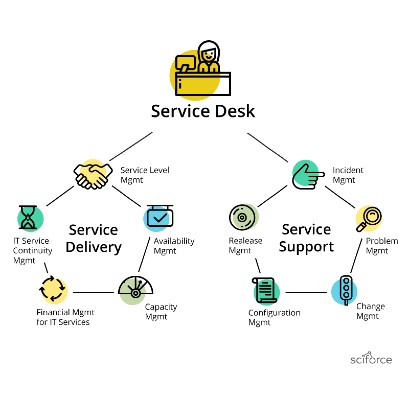 Service Desk
Service Level
Mgmt
Incident
Mgmt
IT Service
Continuity
Mgmt
Service
Delivery
Availability
Mgmt
Realease
Mgmt
Service
Support
Problem
Mgmt
Financial Mgmt
for IT Services
Capacity
Mgmt
Configuration
Mgmt
Change
Mgmt
sciforce